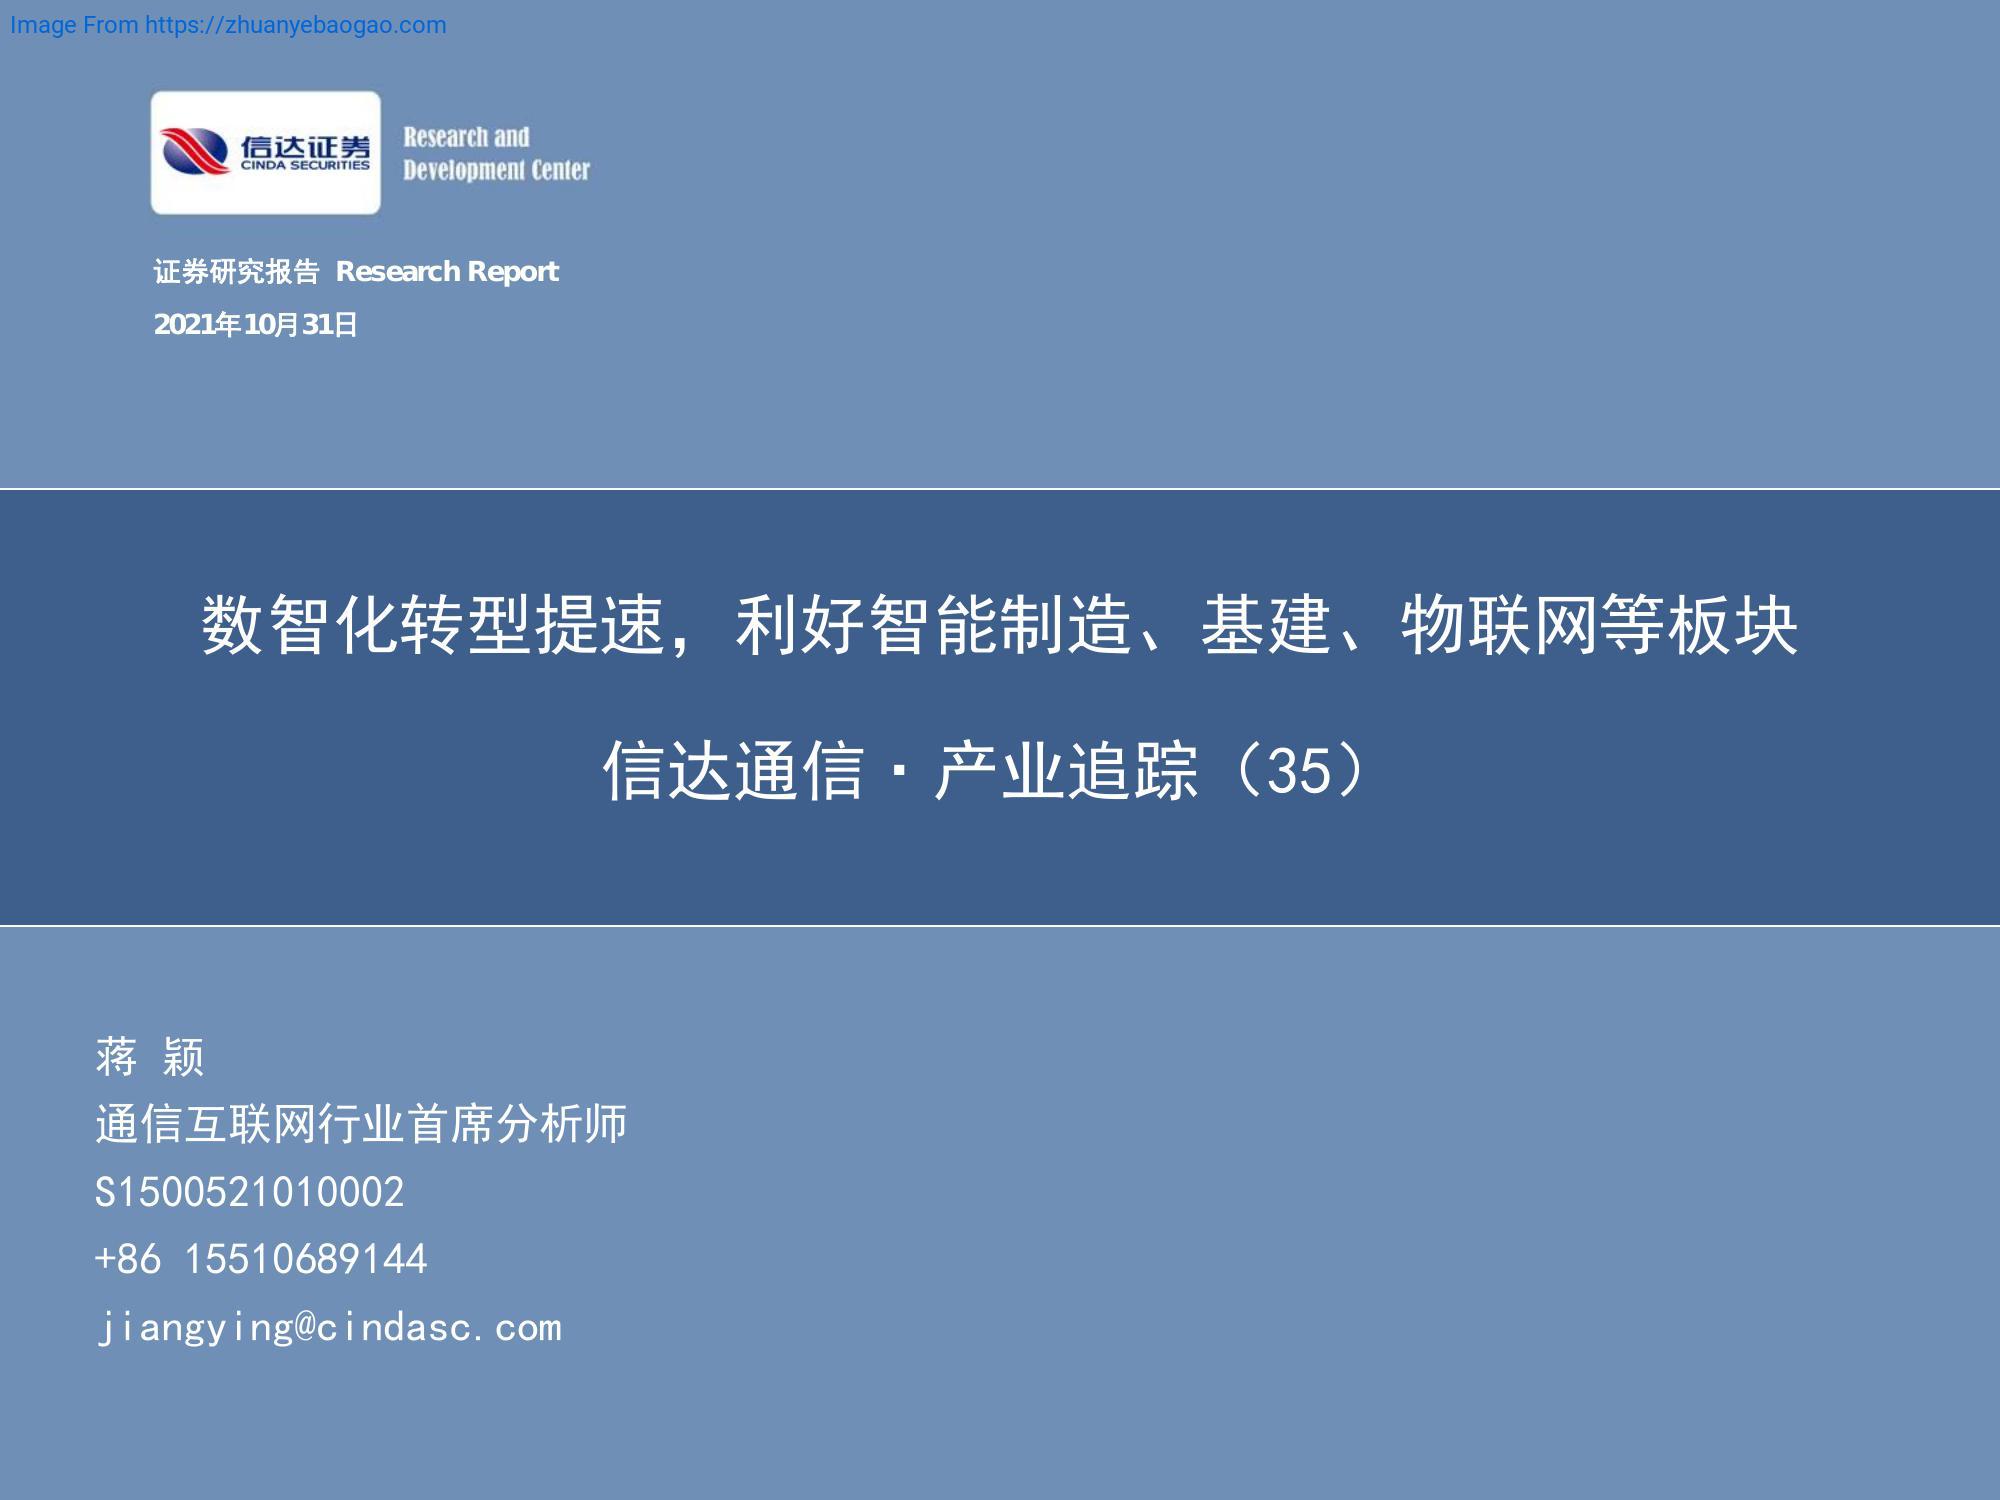 Image From https://zhuanyebaogao.com
信达证券
CINDA SECURITIES
Research and
Development Center
证券研究报告 Research Report
2021年10月31日
数智化转型提速，利好智能制造、基建、物联网等板块
信达通信·产业追踪（35）
蒋 颖
通信互联网行业首席分析师
S1500521010002
+86 15510689144
jiangying@cindasc.com